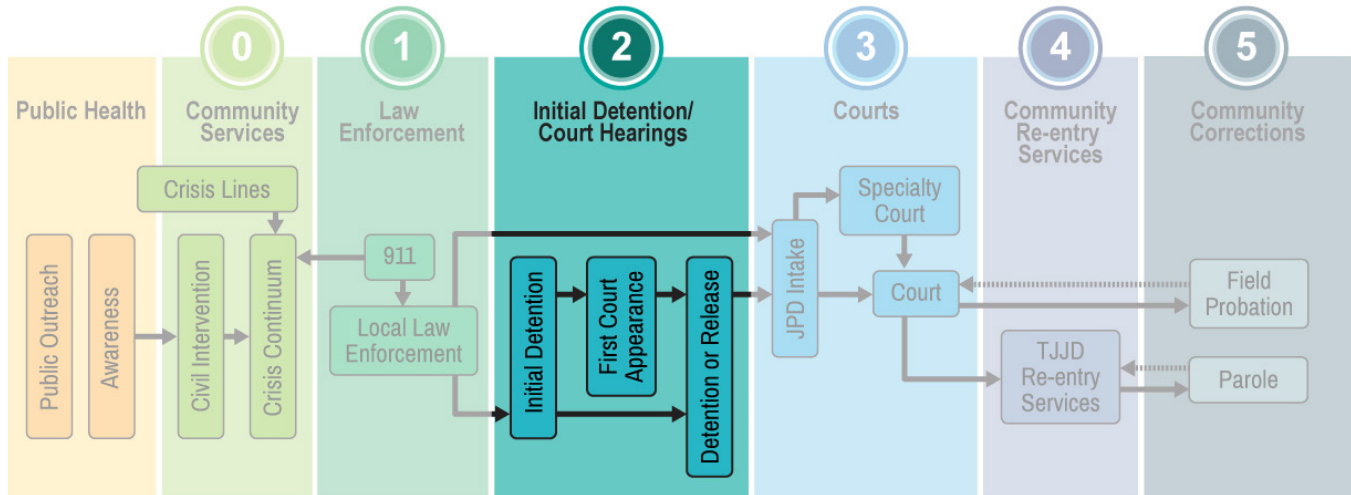 0
1
2
3
4
5
Public Health
Community
Services
Law
Enforcement
Initial Detention/
Court Hearings
Courts
Community
Re-entry
Services
Community
Corrections
Public Outreach
Awareness
Crisis Lines
Civil Intervention
Crisis Continuum
911
Local Law
Enforcement
Initial Detention
First Court
Appearance
Detention or Release
JPD Intake
Specialty
Court
Court
TJJD
Re-entry
Services
Field
Probation
Parole